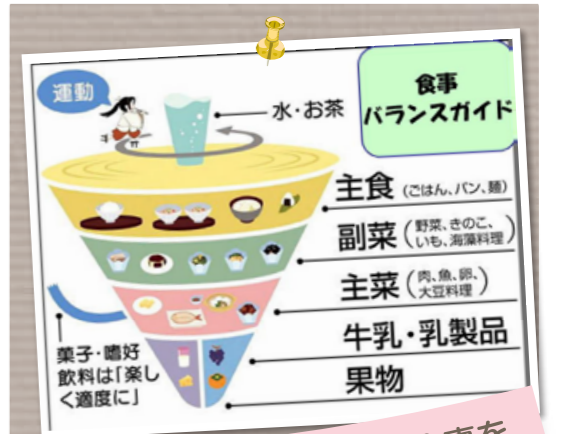 食事
バランスガイド
運動
水・お茶
主食 (ごはん、パン、麺)
副菜 (野菜、きのこ、
いも、海藻料理)
主菜 (肉、魚、卵、
大豆料理)
牛乳・乳製品
果物
菓子・嗜好
飲料は「楽し
く適度に」
を